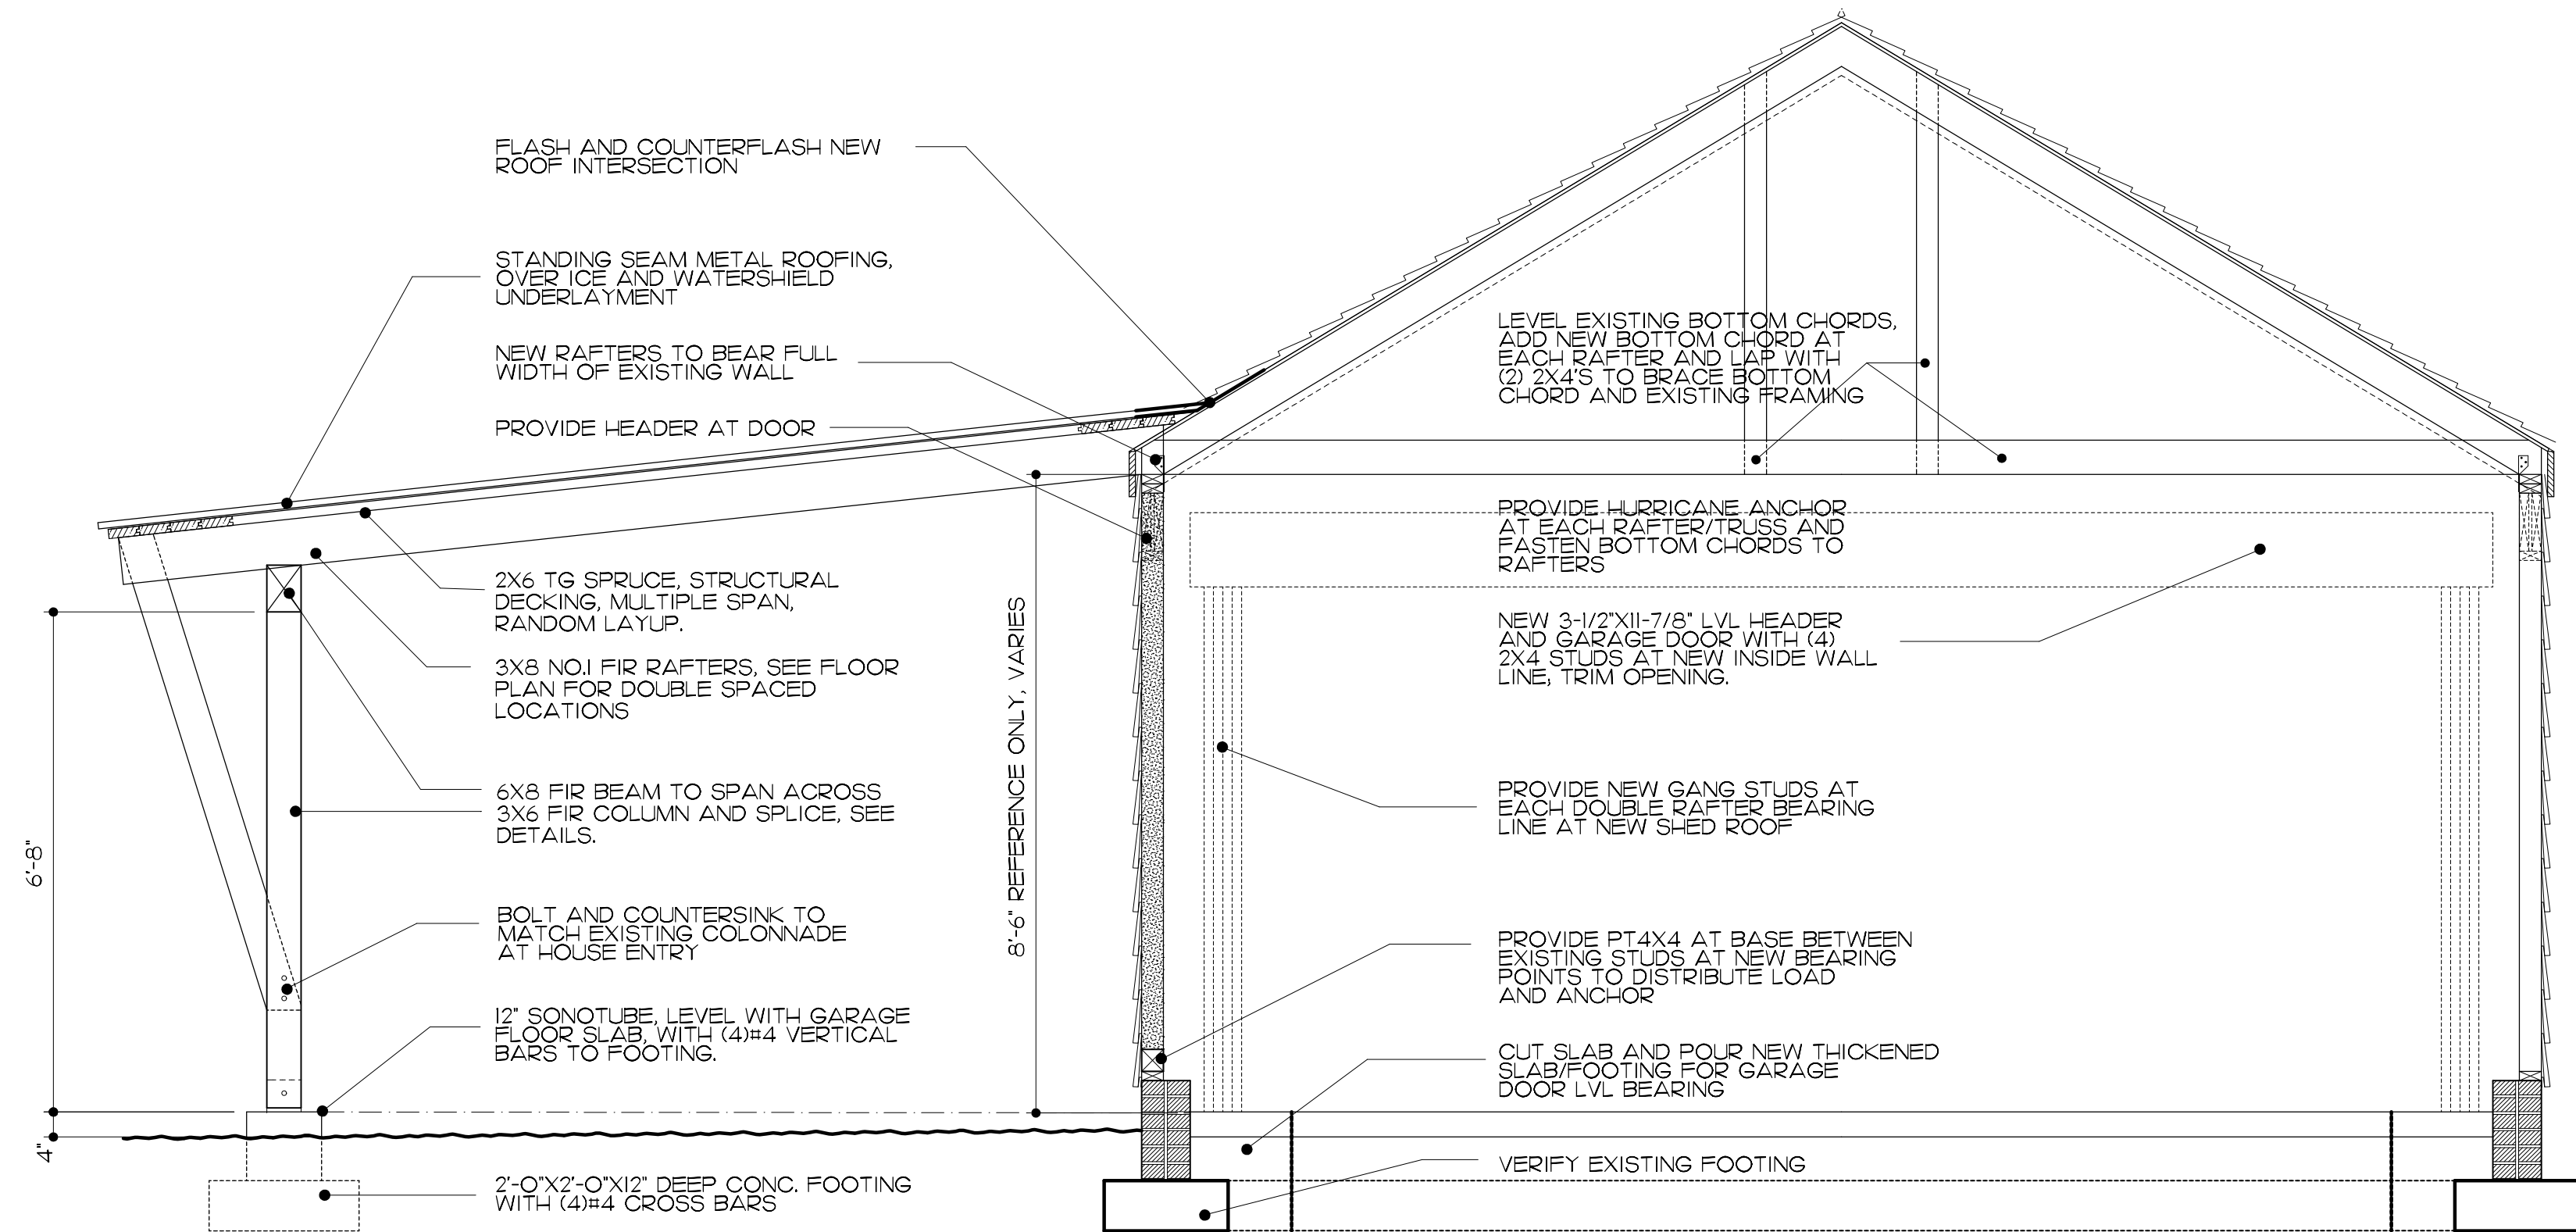 FLASH AND COUNTERFLASH NEW
ROOF INTERSECTION
STANDING SEAM METAL ROOFING,
OVER ICE AND WATERSHIELD
UNDERLAYMENT
NEW RAFTERS TO BEAR FULL
WIDTH OF EXISTING WALL
PROVIDE HEADER AT DOOR
2X6 TG SPRUCE, STRUCTURAL
DECKING, MULTIPLE SPAN,
RANDOM LAYUP.
3X8 NO.1 FIR RAFTERS, SEE FLOOR
PLAN FOR DOUBLE SPACED
LOCATIONS
6X8 FIR BEAM TO SPAN ACROSS
3X6 FIR COLUMN AND SPLICE, SEE
DETAILS.
BOLT AND COUNTERSINK TO
MATCH EXISTING COLONNADE
AT HOUSE ENTRY
12" SONOTUBE, LEVEL WITH GARAGE
FLOOR SLAB, WITH (4)#4 VERTICAL
BARS TO FOOTING.
2'-0"X2'-0"X12" DEEP CONC. FOOTING
WITH (4)#4 CROSS BARS
6'-8"
4"
8'-6" REFERENCE ONLY, VARIES
LEVEL EXISTING BOTTOM CHORDS,
ADD NEW BOTTOM CHORD AT
EACH RAFTER AND LAP WITH
(2) 2X4'S TO BRACE BOTTOM
CHORD AND EXISTING FRAMING
PROVIDE HURRICANE ANCHOR
AT EACH RAFTER/TRUSS AND
FASTEN BOTTOM CHORDS TO
RAFTERS
NEW 3-1/2"X11-7/8" LVL HEADER
AND GARAGE DOOR WITH (4)
2X4 STUDS AT NEW INSIDE WALL
LINE; TRIM OPENING.
PROVIDE NEW GANG STUDS AT
EACH DOUBLE RAFTER BEARING
LINE AT NEW SHED ROOF
PROVIDE PT4X4 AT BASE BETWEEN
EXISTING STUDS AT NEW BEARING
POINTS TO DISTRIBUTE LOAD
AND ANCHOR
CUT SLAB AND POUR NEW THICKENED
SLAB/FOOTING FOR GARAGE
DOOR LVL BEARING
VERIFY EXISTING FOOTING